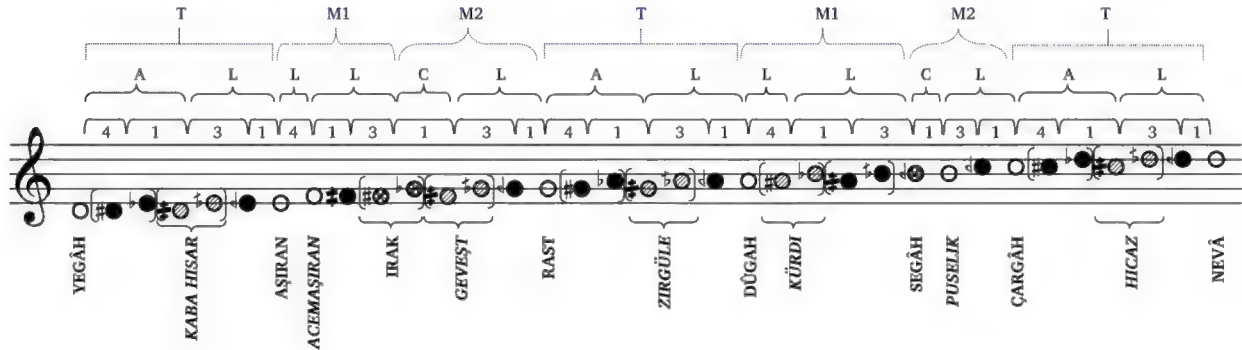 T M1 M2 T M1 M2 T
A L L L C L A L L L C L A L
4 1 3 1 4 1 3 1 3 1 4 1 3 1 4 1 3 1 3 1 4 1 3 1
YEGÂH
KABA HISAR
AŞIRAN
ACEMAŞIRAN
IRAK
GEVEŞT
RAST
ZIRGÜLE
DÛGAH
KÜRDI
SEGÂH
PUSELIK
ÇARGÂH
HICAZ
NEVÂ